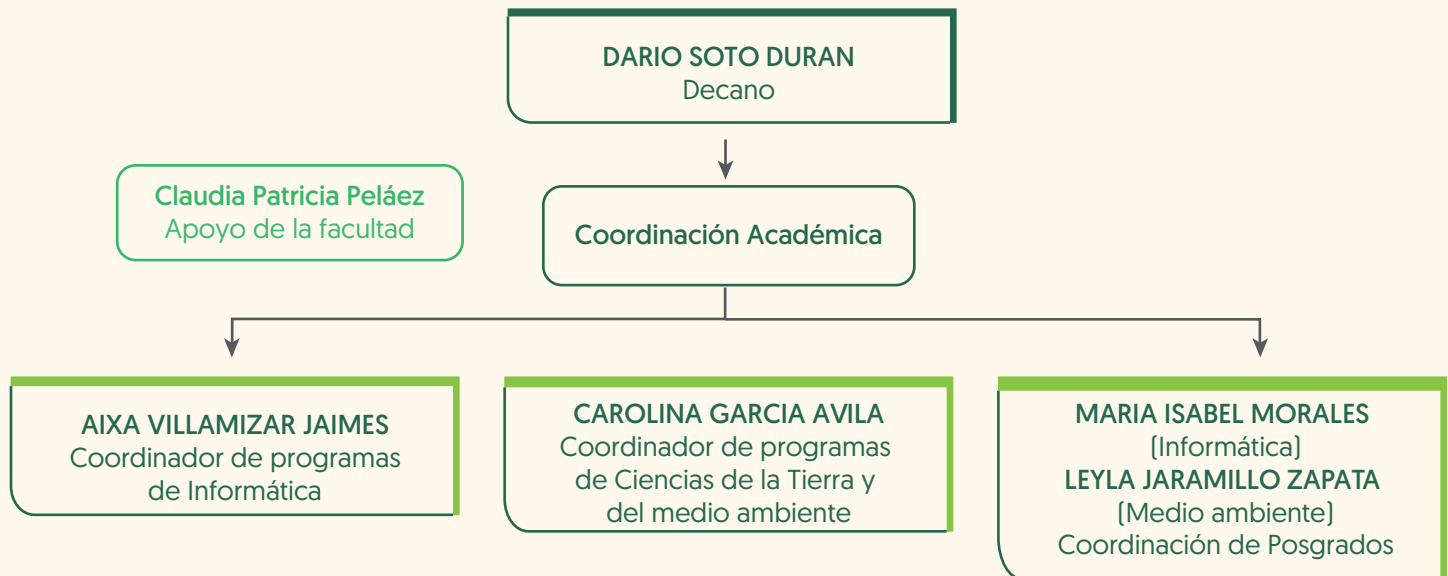 DARIO SOTO DURAN
Decano
Claudia Patricia Peláez
Apoyo de la facultad
Coordinación Académica
AIXA VILLAMIZAR JAIMES
Coordinador de programas
de Informática
CAROLINA GARCIA AVILA
Coordinador de programas
de Ciencias de la Tierra y
del medio ambiente
MARIA ISABEL MORALES
(Informática)
LEYLA JARAMILLO ZAPATA
(Medio ambiente)
Coordinación de Posgrados